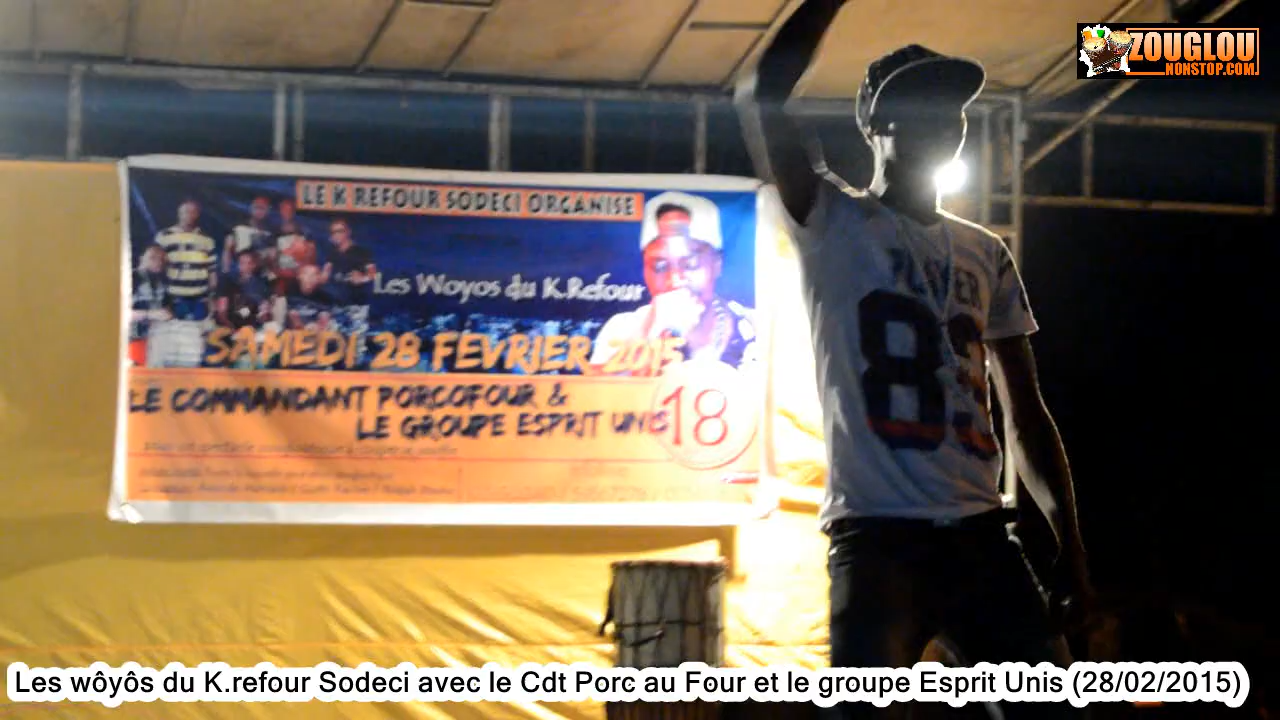 ZOUGLOU
NONSTOP.COM
LE K REFOUR SODECI ORGANISE
Les Woyos du K.Refour
SAMEDI 28 FEVRIER 2015
LE COMMANDANT PORCOFOUR &
LE GROUPE ESPRIT UNIS
18
83
Les wôyôs du K.refour Sodeci avec le Cdt Porc au Four et le groupe Esprit Unis (28/02/2015)